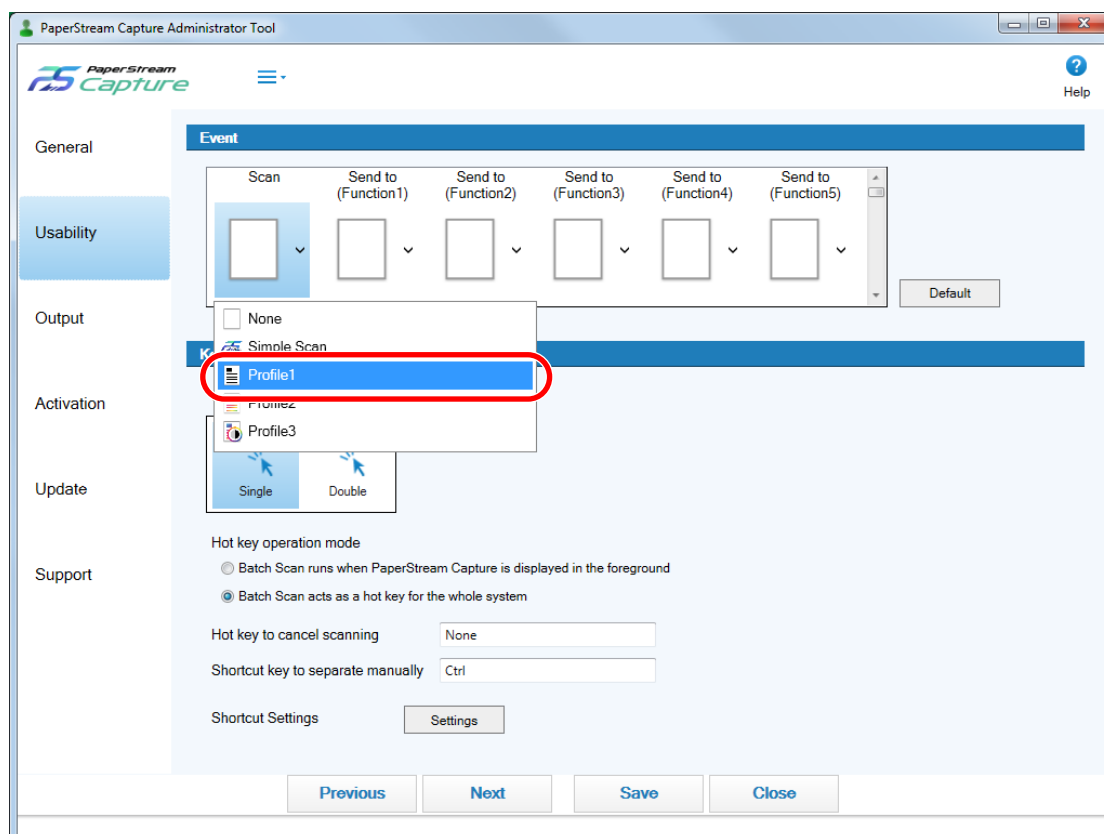 PaperStream Capture Administrator Tool
PaperStream
Capture
Help
General
Usability
Output
Activation
Update
Support
Event
Scan
Send to
(Function1)
Send to
(Function2)
Send to
(Function3)
Send to
(Function4)
Send to
(Function5)
Default
None
Simple Scan
Profile1
Profile2
Profile3
Single
Double
Hot key operation mode
Batch Scan runs when PaperStream Capture is displayed in the foreground
Batch Scan acts as a hot key for the whole system
Hot key to cancel scanning
None
Shortcut key to separate manually
Ctrl
Shortcut Settings
Settings
Previous
Next
Save
Close